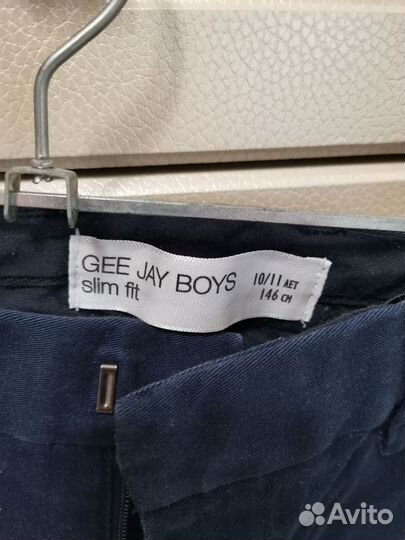 GEE JAY BOYS
slim fit
10/11 ЛЕТ
146 СМ
Avito